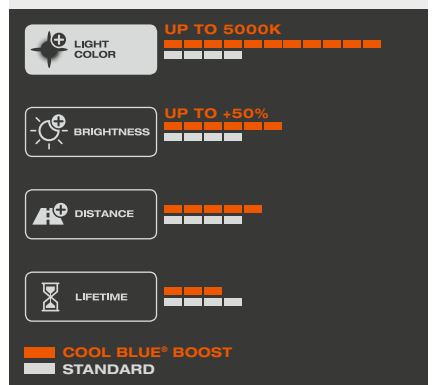 UP TO 5000K
LIGHT
COLOR
UP TO +50%
BRIGHTNESS
DISTANCE
LIFETIME
COOL BLUE® BOOST
STANDARD